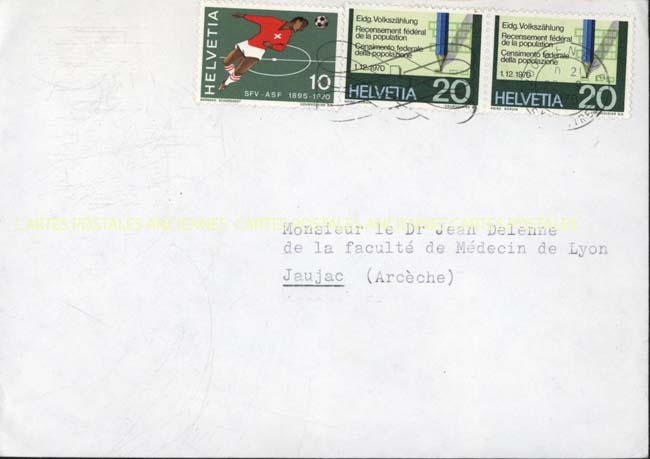 HELVETIA
10
SFV-ASF 1895-1970
Eidg. Volkszählung
Recensement fédéral
de la population
Censimento federale
della popolazione
1.12.1970
HELVETIA 20
Eidg. Volkszählung
Recensement fédéral
de la population
Censimento federale
della popolazione
1.12.1970
HELVETIA 20
CARTES POSTALES ANCIENNES CARTES POSTALES ANCIENNES CARTES POSTALES
Monsieur le Dr Jean Delenne
de la faculté de Médecin de Lyon
Jaujac (Arcèche)